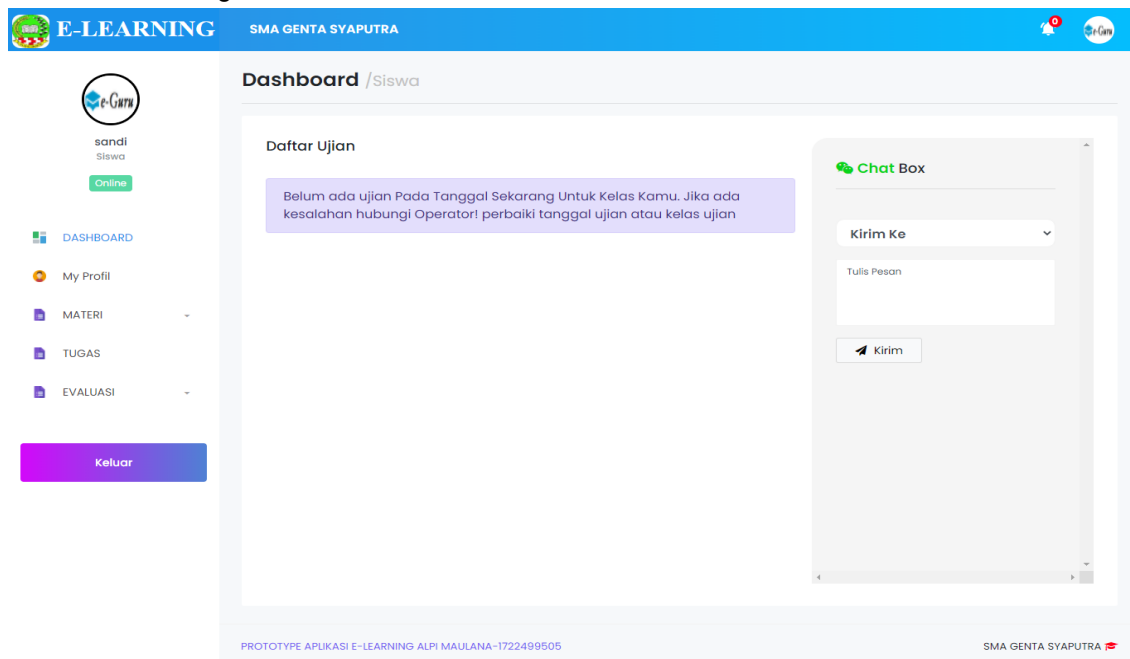 E-LEARNING
SMA GENTA SYAPUTRA
0
e-Guru
e-Guru
sandi
Siswa
Online
DASHBOARD
My Profil
MATERI
TUGAS
EVALUASI
Keluar
Dashboard /Siswa
Daftar Ujian
Belum ada ujian Pada Tanggal Sekarang Untuk Kelas Kamu. Jika ada
kesalahan hubungi Operator! perbaiki tanggal ujian atau kelas ujian
Chat Box
Kirim Ke
Tulis Pesan
Kirim
PROTOTYPE APLIKASI E-LEARNING ALPI MAULANA-1722499505
SMA GENTA SYAPUTRA